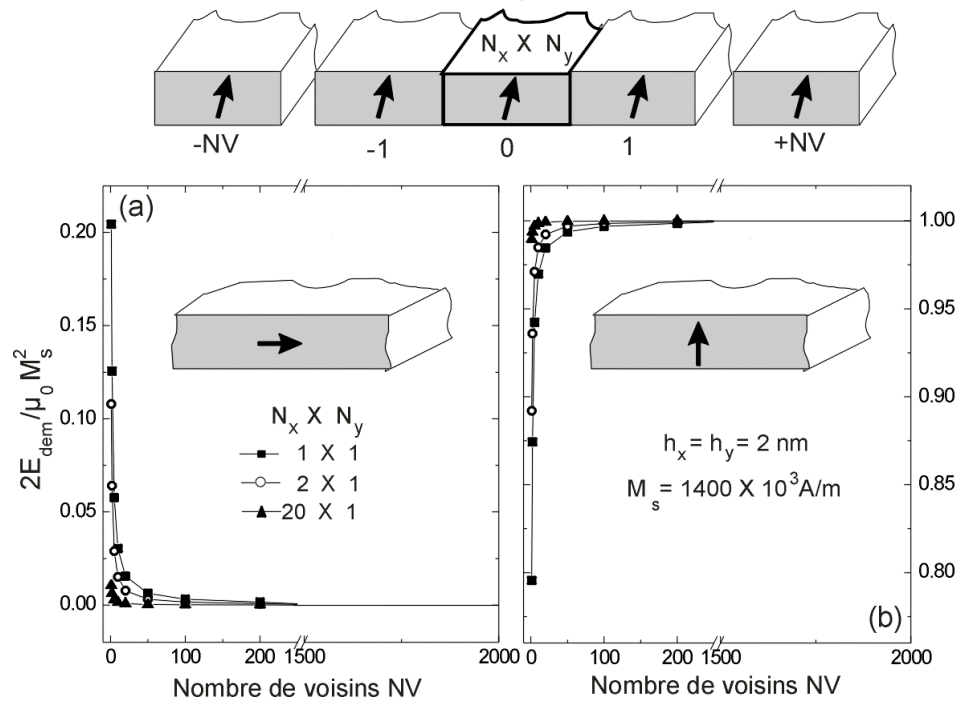 N_x X N_y
-NV -1 0 1 +NV
(a)
0.20
0.15
0.10
0.05
0.00
2E_dem/μ_0 M_s^2
N_x X N_y
1 X 1
2 X 1
20 X 1
0 100 200 1500 2000
Nombre de voisins NV
1.00
0.95
0.90
0.85
0.80
h_x = h_y = 2 nm
M_s = 1400 X 10^3 A/m
(b)
0 100 200 1500 2000
Nombre de voisins NV